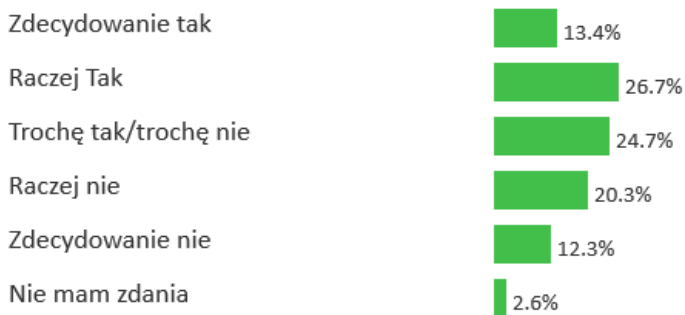 Zdecydowanie tak 13.4%
Raczej Tak 26.7%
Trochę tak/trochę nie 24.7%
Raczej nie 20.3%
Zdecydowanie nie 12.3%
Nie mam zdania 2.6%